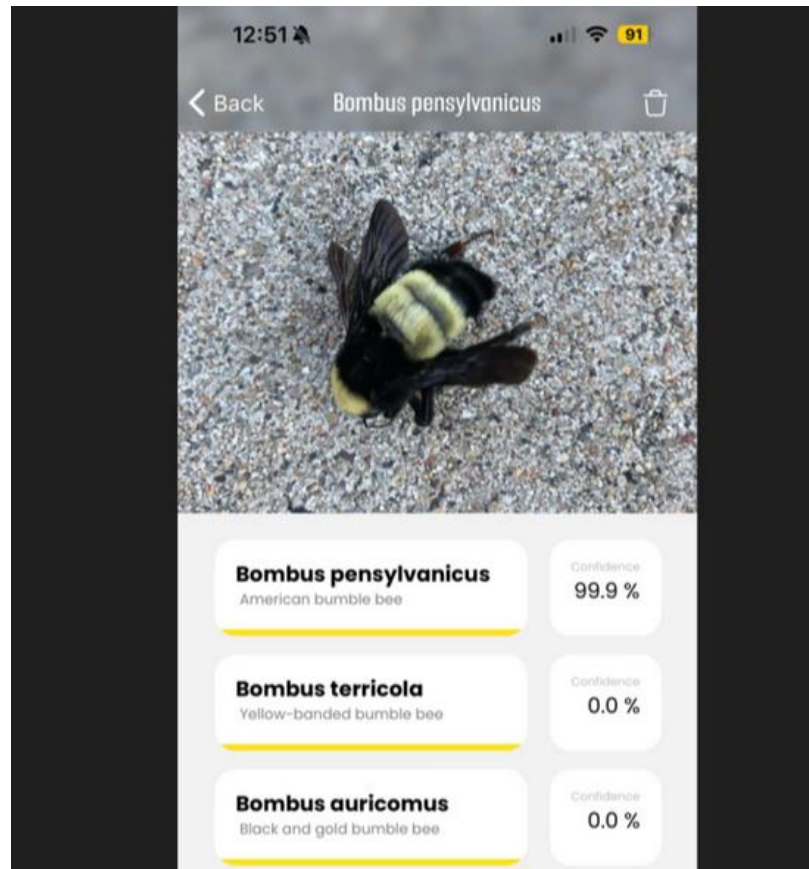 12:51
91
Back
Bombus pensylvanicus
Bombus pensylvanicus
American bumble bee
Confidence
99.9 %
Bombus terricola
Yellow-banded bumble bee
Confidence
0.0 %
Bombus auricomus
Black and gold bumble bee
Confidence
0.0 %